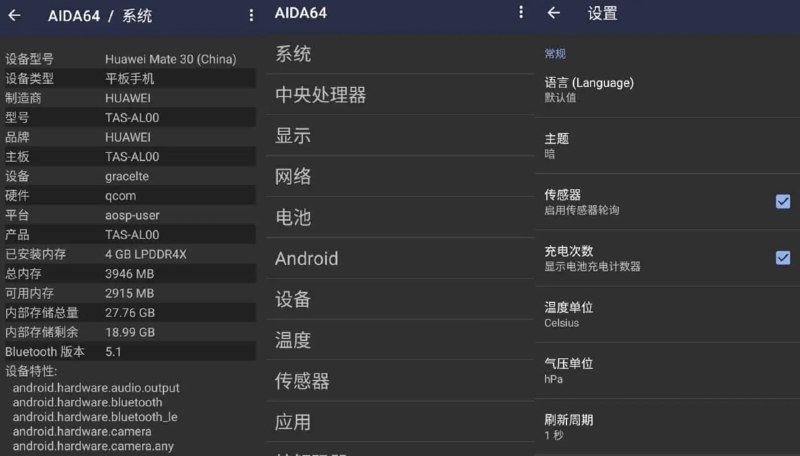 AIDA64 / 系统
设备型号 Huawei Mate 30 (China)
设备类型 平板手机
制造商 HUAWEI
型号 TAS-AL00
品牌 HUAWEI
主板 TAS-AL00
设备 gracelte
硬件 qcom
平台 aosp-user
产品 TAS-AL00
已安装内存 4 GB LPDDR4X
总内存 3946 MB
可用内存 2915 MB
内部存储总量 27.76 GB
内部存储剩余 18.99 GB
Bluetooth 版本 5.1
设备特性:
android.hardware.audio.output
android.hardware.bluetooth
android.hardware.bluetooth_le
android.hardware.camera
android.hardware.camera.any
AIDA64
系统
中央处理器
显示
网络
电池
Android
设备
温度
传感器
应用
设置
常规
语言 (Language)
默认值
主题
暗
传感器
启用传感器轮询
充电次数
显示电池充电计数器
温度单位
Celsius
气压单位
hPa
刷新周期
1 秒